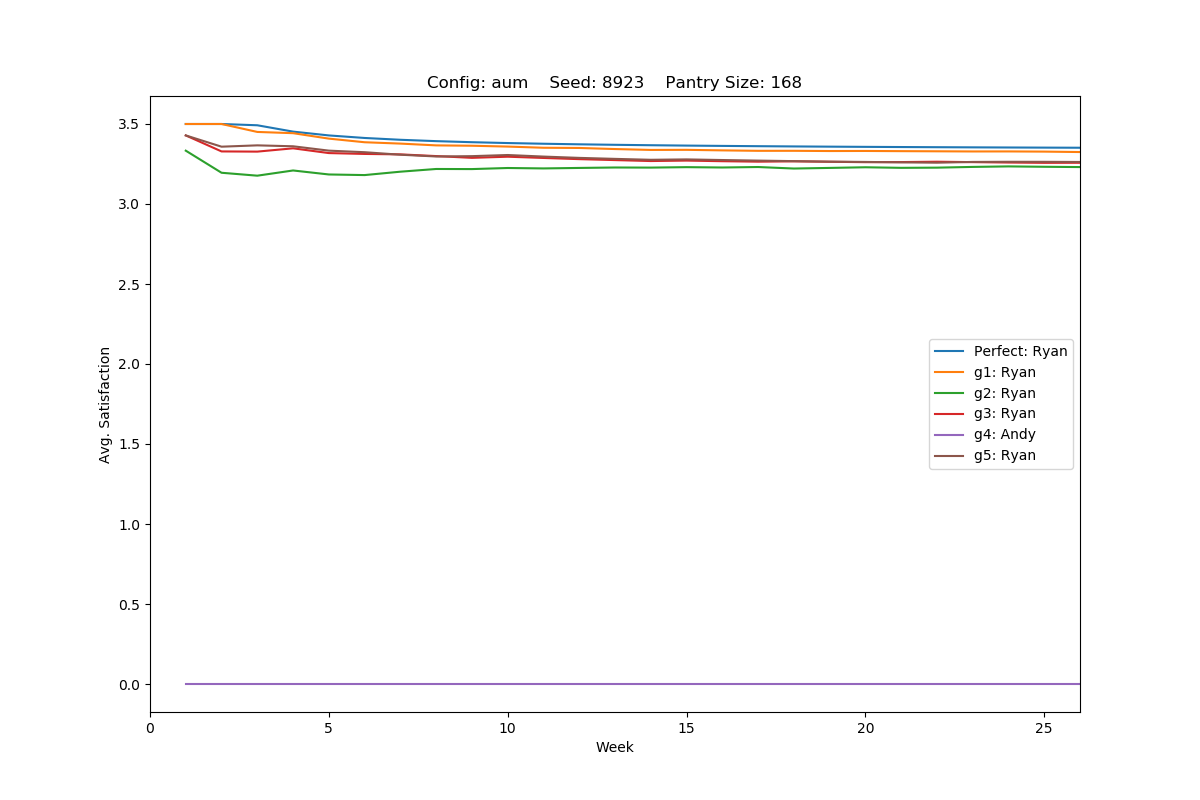 Config: aum    Seed: 8923    Pantry Size: 168
3.5
3.0
2.5
2.0
1.5
1.0
0.5
0.0
Avg. Satisfaction
Perfect: Ryan
g1: Ryan
g2: Ryan
g3: Ryan
g4: Andy
g5: Ryan
0 5 10 15 20 25
Week